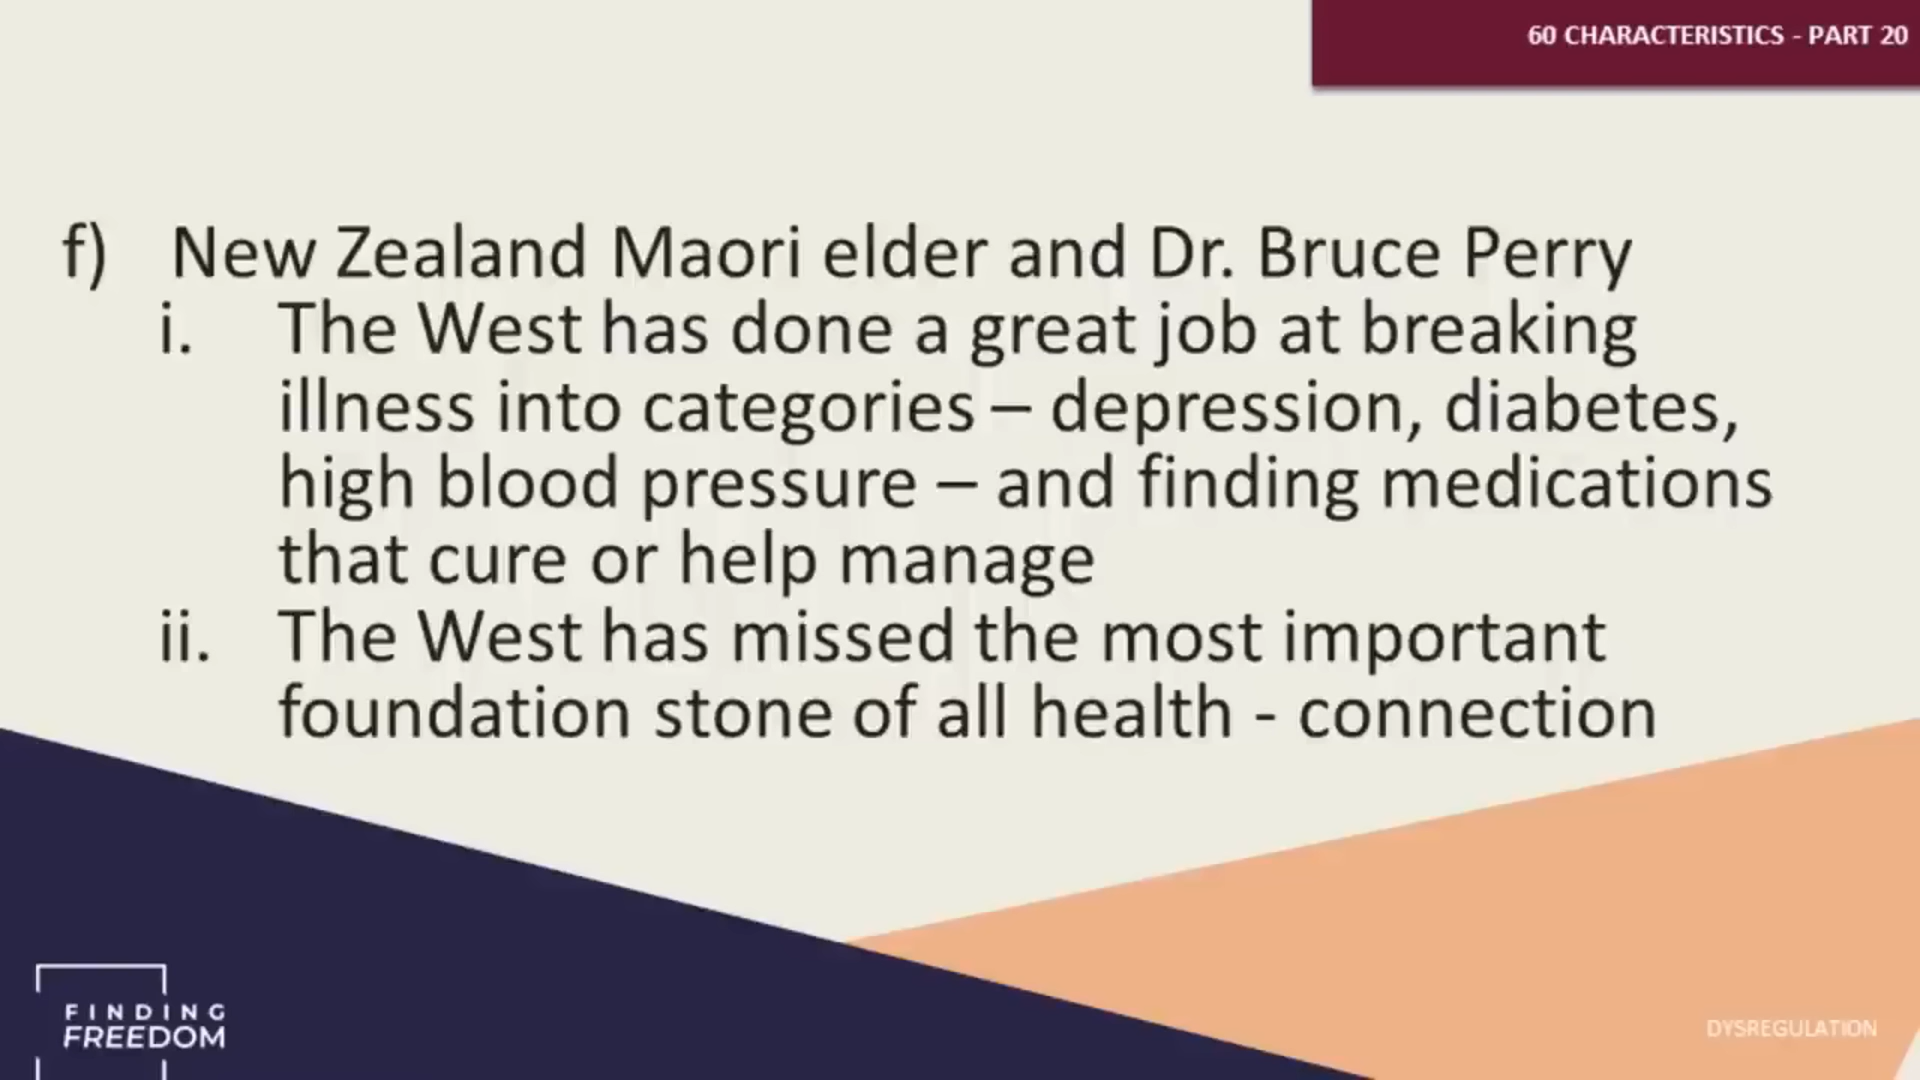 60 CHARACTERISTICS - PART 20
f) New Zealand Maori elder and Dr. Bruce Perry
i. The West has done a great job at breaking
illness into categories – depression, diabetes,
high blood pressure – and finding medications
that cure or help manage
ii. The West has missed the most important
foundation stone of all health - connection
FINDING
FREEDOM
DYSREGULATION